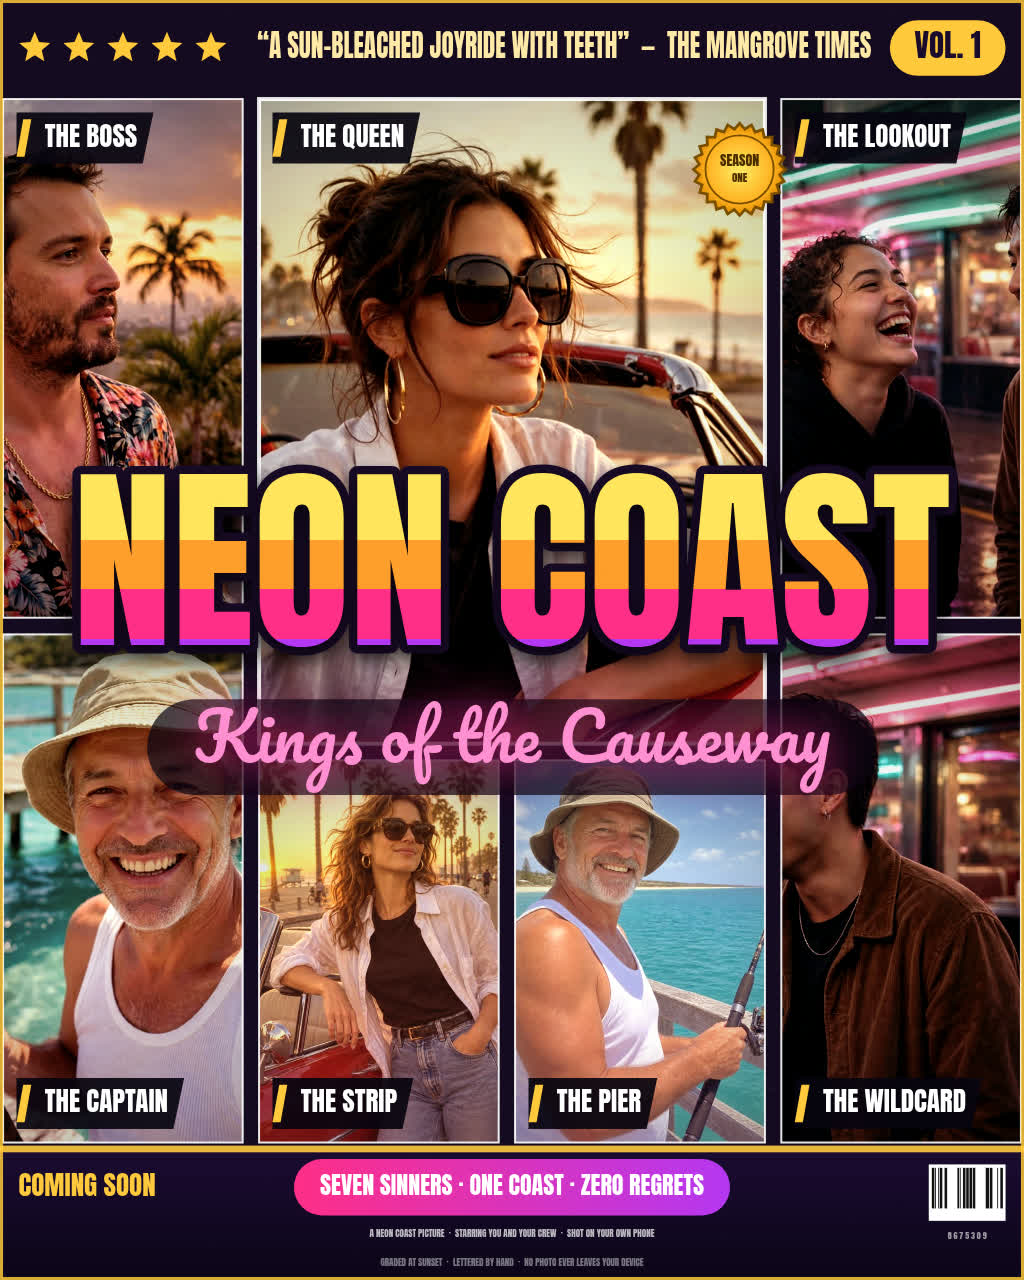 “A SUN-BLEACHED JOYRIDE WITH TEETH” – THE MANGROVE TIMES
VOL. 1
THE BOSS
THE QUEEN
SEASON
ONE
THE LOOKOUT
NEON COAST
Kings of the Causeway
THE CAPTAIN
THE STRIP
THE PIER
THE WILDCARD
COMING SOON
SEVEN SINNERS · ONE COAST · ZERO REGRETS
8675309
A NEON COAST PICTURE · STARRING YOU AND YOUR CREW · SHOT ON YOUR OWN PHONE
GRADED AT SUNSET · LETTERED BY HAND · NO PHOTO EVER LEAVES YOUR DEVICE